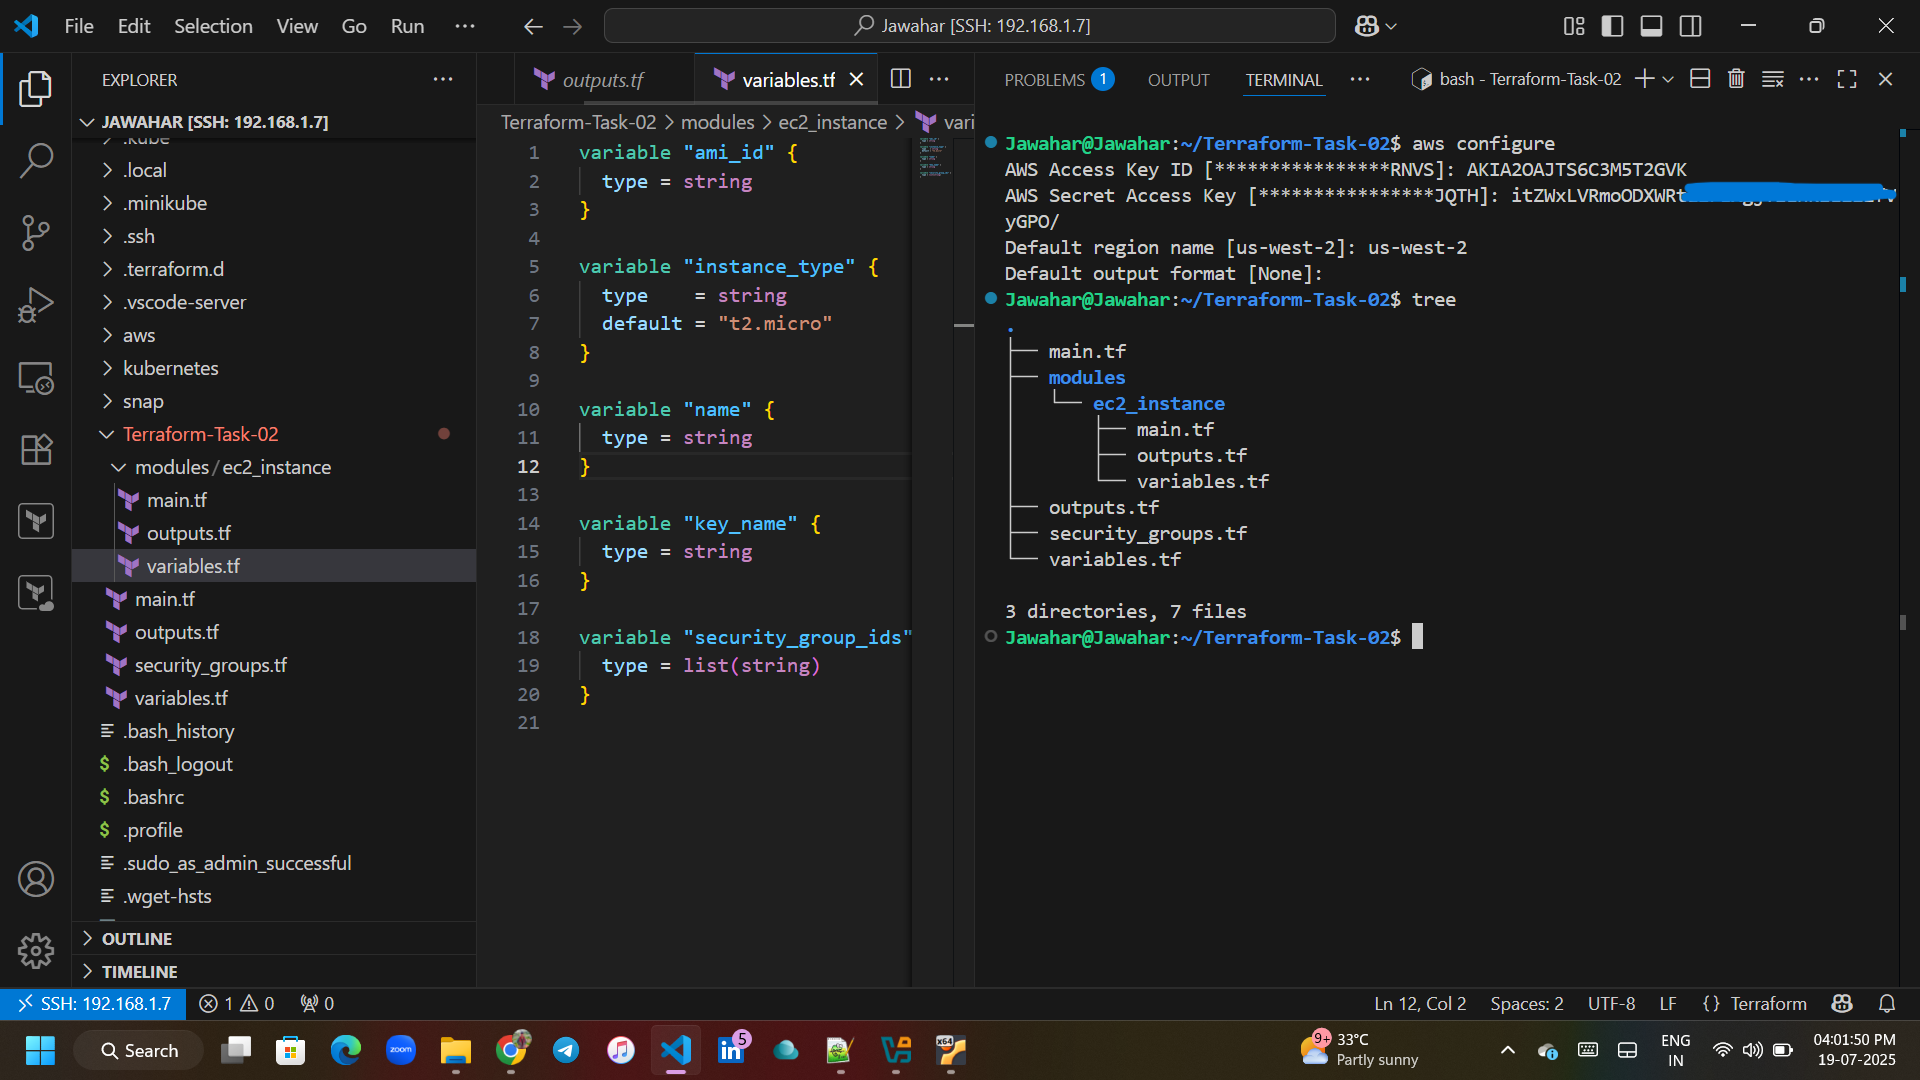 File Edit Selection View Go Run ···
Jawahar [SSH: 192.168.1.7]
EXPLORER
JAWAHAR [SSH: 192.168.1.7]
.kube
.local
.minikube
.ssh
.terraform.d
.vscode-server
aws
kubernetes
snap
Terraform-Task-02
modules/ec2_instance
main.tf
outputs.tf
variables.tf
main.tf
outputs.tf
security_groups.tf
variables.tf
.bash_history
.bash_logout
.bashrc
.profile
.sudo_as_admin_successful
.wget-hsts
OUTLINE
TIMELINE
outputs.tf
variables.tf
Terraform-Task-02 > modules > ec2_instance > vari
1 variable "ami_id" {
2 type = string
3 }
4
5 variable "instance_type" {
6 type    = string
7 default = "t2.micro"
8 }
9
10 variable "name" {
11 type = string
12 }
13
14 variable "key_name" {
15 type = string
16 }
17
18 variable "security_group_ids"
19 type = list(string)
20 }
21
PROBLEMS 1 OUTPUT TERMINAL ···
bash - Terraform-Task-02
Jawahar@Jawahar:~/Terraform-Task-02$ aws configure
AWS Access Key ID [****************RNVS]: AKIA2OAJTS6C3M5T2GVK
AWS Secret Access Key [****************JQTH]: itZWxLVRmoODXWRt
yGPO/
Default region name [us-west-2]: us-west-2
Default output format [None]:
Jawahar@Jawahar:~/Terraform-Task-02$ tree
.
├── main.tf
├── modules
│   └── ec2_instance
│       ├── main.tf
│       ├── outputs.tf
│       └── variables.tf
├── outputs.tf
├── security_groups.tf
└── variables.tf
3 directories, 7 files
Jawahar@Jawahar:~/Terraform-Task-02$
SSH: 192.168.1.7
1 0 0
Ln 12, Col 2
Spaces: 2
UTF-8
LF
{ } Terraform
Search
zoom
5
x64
9+
33°C
Partly sunny
ENG
IN
04:01:50 PM
19-07-2025